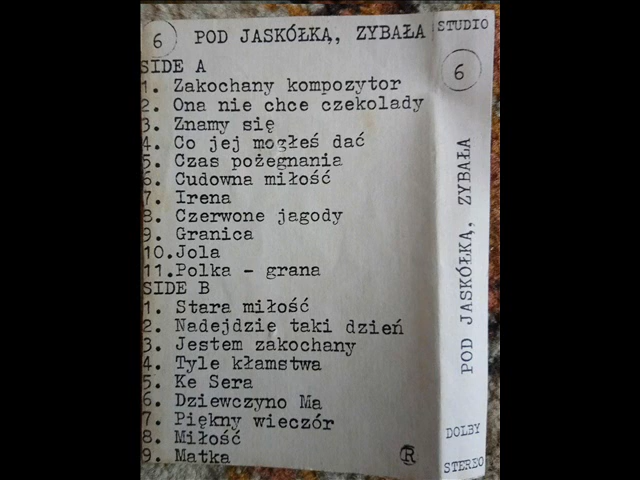 6 POD JASKÓŁKĄ, ZYBAŁA
SIDE A
1. Zakochany kompozytor
2. Ona nie chce czekolady
3. Znamy się
4. Co jej mogłeś dać
5. Czas pożegnania
6. Cudowna miłość
7. Irena
8. Czerwone jagody
9. Granica
10.Jola
11.Polka - grana
SIDE B
1. Stara miłość
2. Nadejdzie taki dzień
3. Jestem zakochany
4. Tyle kłamstwa
5. Ke Sera
6. Dziewczyno Ma
7. Piękny wieczór
8. Miłość
9. Matka
R
STUDIO
6
POD JASKÓŁKĄ, ZYBAŁA
DOLBY
STEREO